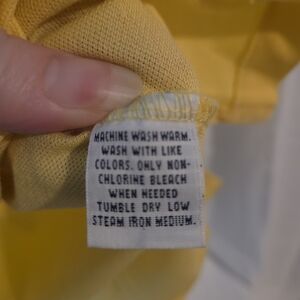 MACHINE WASH WARM.
WASH WITH LIKE
COLORS. ONLY NON-
CHLORINE BLEACH
WHEN NEEDED
TUMBLE DRY LOW
STEAM IRON MEDIUM.